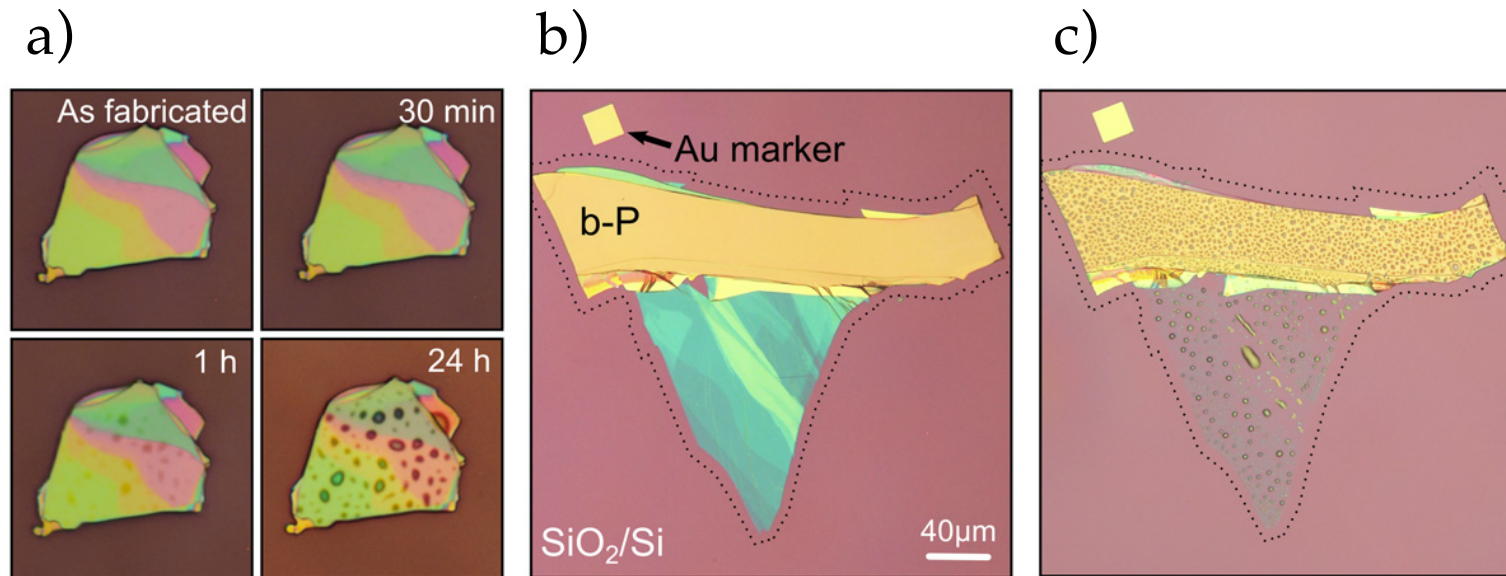 a)
As fabricated
30 min
1 h
24 h
b)
Au marker
b-P
SiO₂/Si
40μm
c)